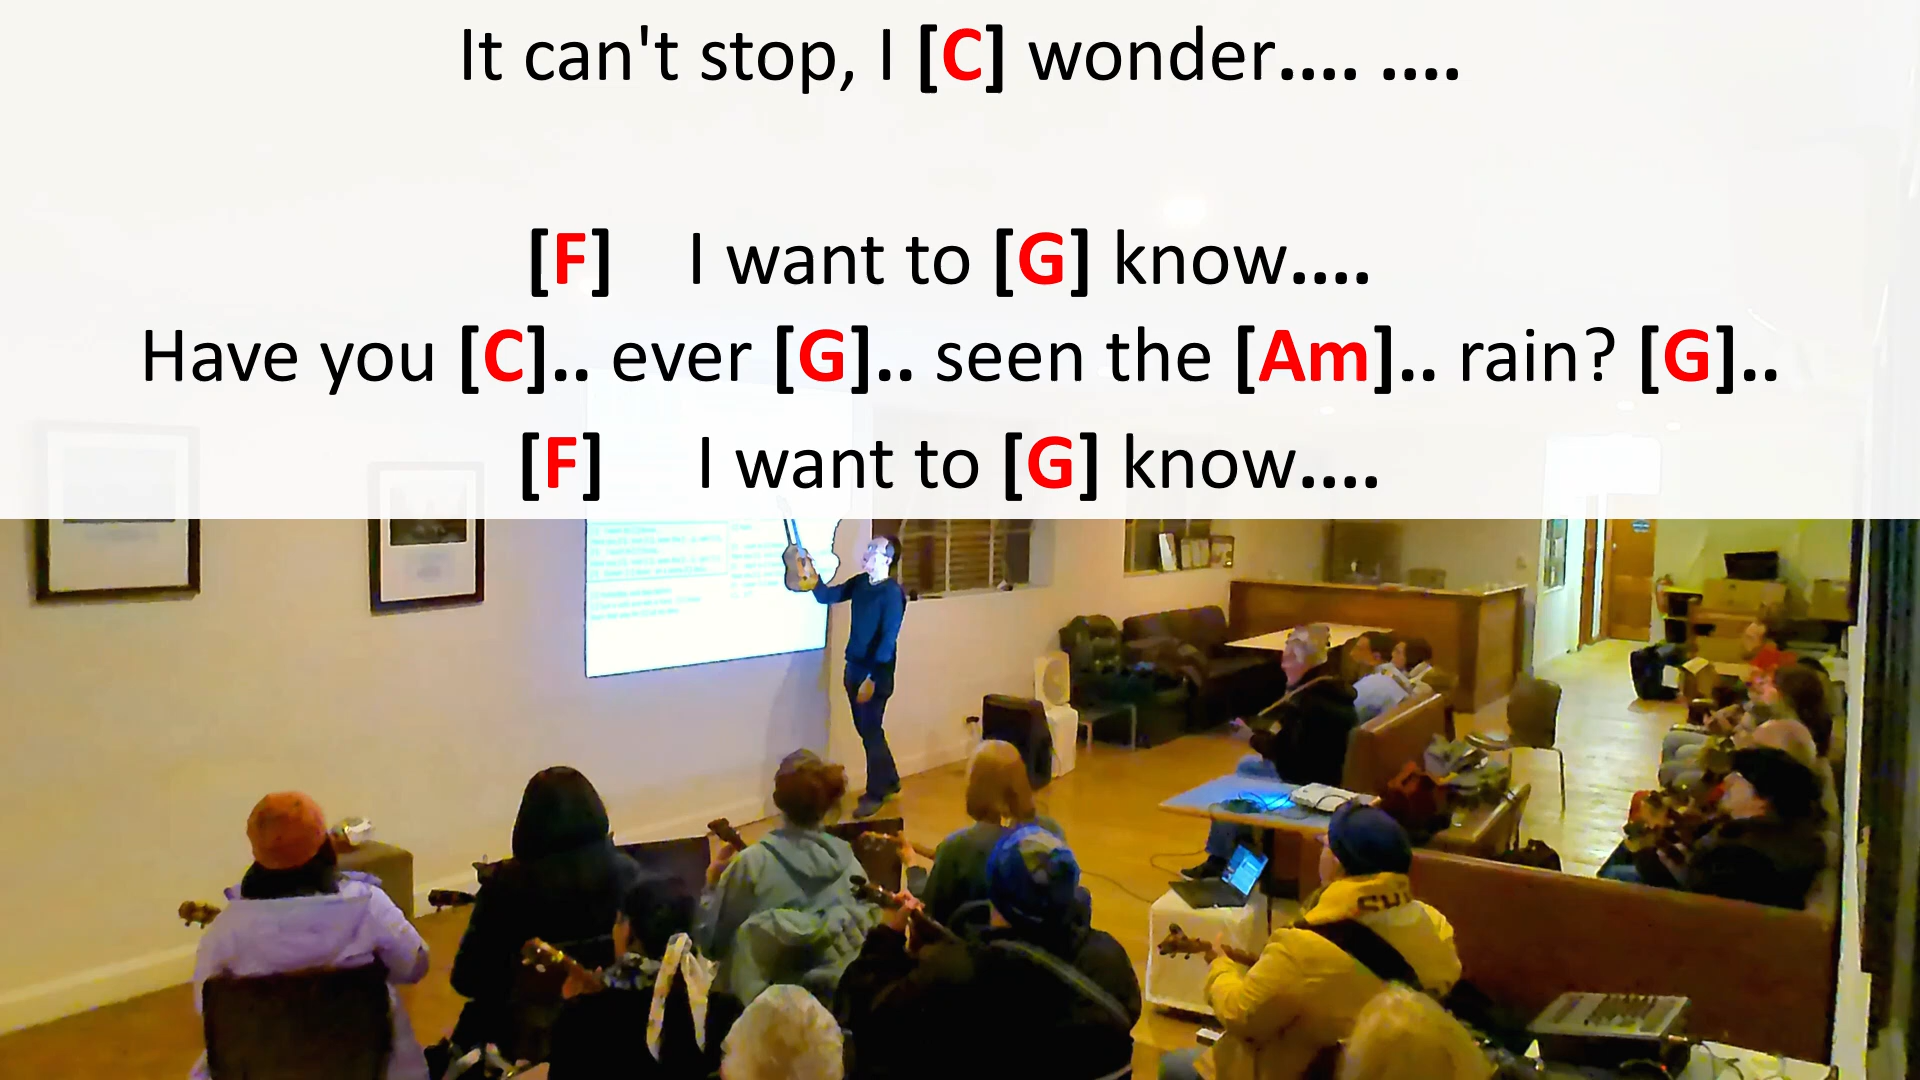 It can't stop, I [C] wonder.... ....
[F] I want to [G] know....
Have you [C].. ever [G].. seen the [Am].. rain? [G]..
[F] I want to [G] know....